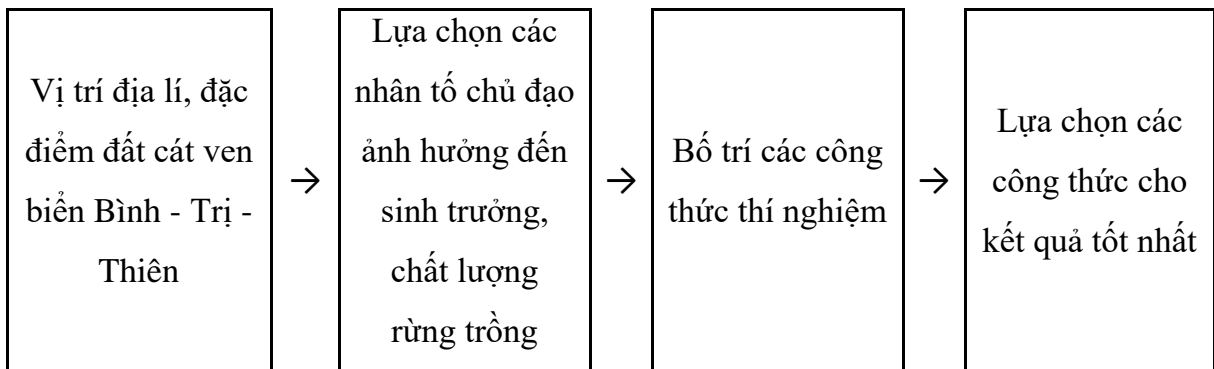 Vị trí địa lí, đặc
điểm đất cát ven
biển Bình - Trị -
Thiên
→
Lựa chọn các
nhân tố chủ đạo
ảnh hưởng đến
sinh trưởng,
chất lượng
rừng trồng
→
Bố trí các công
thức thí nghiệm
→
Lựa chọn các
công thức cho
kết quả tốt nhất